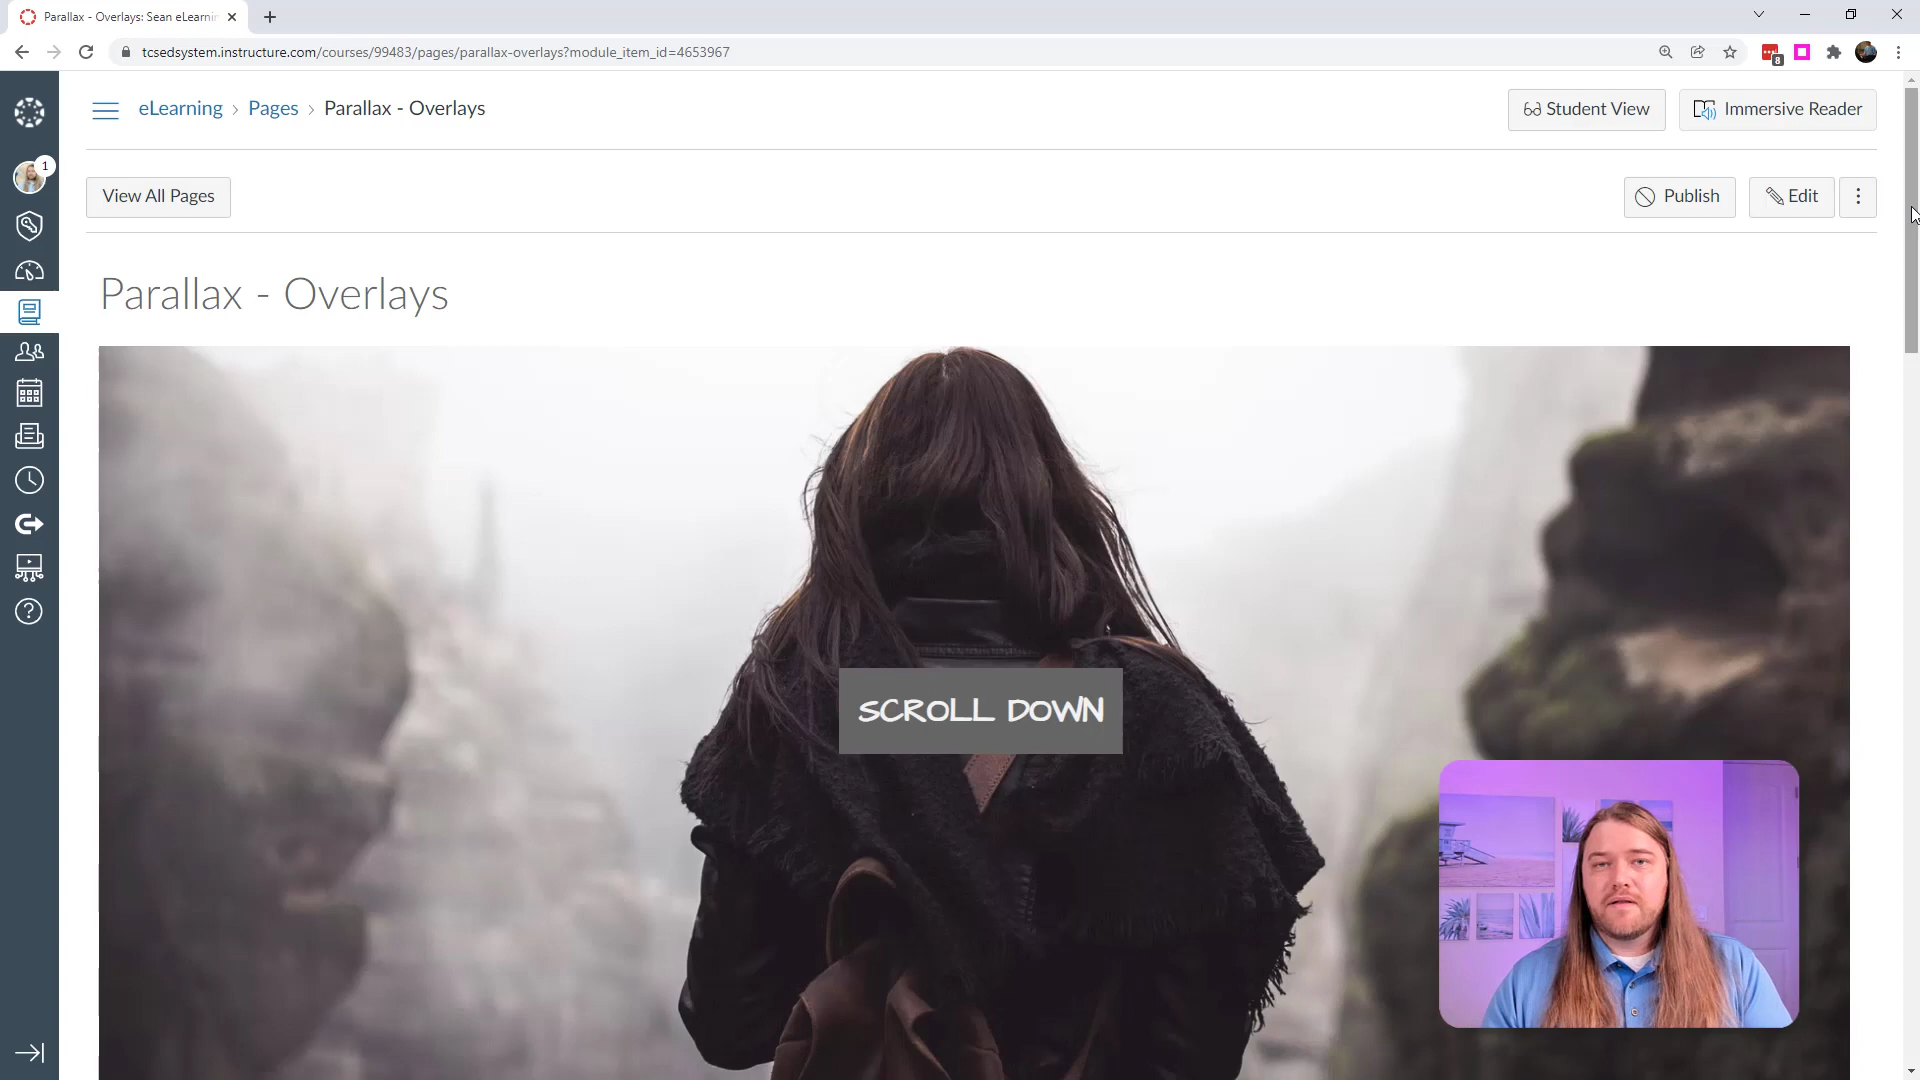 Parallax - Overlays: Sean eLearnin
tcsedsystem.instructure.com/courses/99483/pages/parallax-overlays?module_item_id=4653967
8
1
eLearning › Pages › Parallax - Overlays
Student View
Immersive Reader
View All Pages
Publish
Edit
Parallax - Overlays
SCROLL DOWN